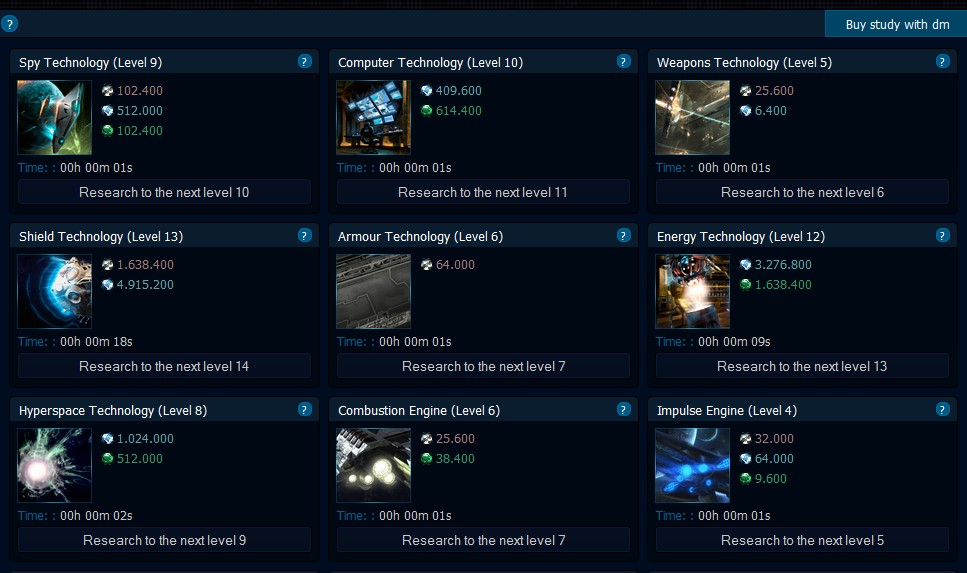 ?
Buy study with dm
Spy Technology (Level 9) ?
102.400
512.000
102.400
Time: : 00h 00m 01s
Research to the next level 10
Computer Technology (Level 10) ?
409.600
614.400
Time: : 00h 00m 01s
Research to the next level 11
Weapons Technology (Level 5) ?
25.600
6.400
Time: : 00h 00m 01s
Research to the next level 6
Shield Technology (Level 13) ?
1.638.400
4.915.200
Time: : 00h 00m 18s
Research to the next level 14
Armour Technology (Level 6) ?
64.000
Time: : 00h 00m 01s
Research to the next level 7
Energy Technology (Level 12) ?
3.276.800
1.638.400
Time: : 00h 00m 09s
Research to the next level 13
Hyperspace Technology (Level 8) ?
1.024.000
512.000
Time: : 00h 00m 02s
Research to the next level 9
Combustion Engine (Level 6) ?
25.600
38.400
Time: : 00h 00m 01s
Research to the next level 7
Impulse Engine (Level 4) ?
32.000
64.000
9.600
Time: : 00h 00m 01s
Research to the next level 5